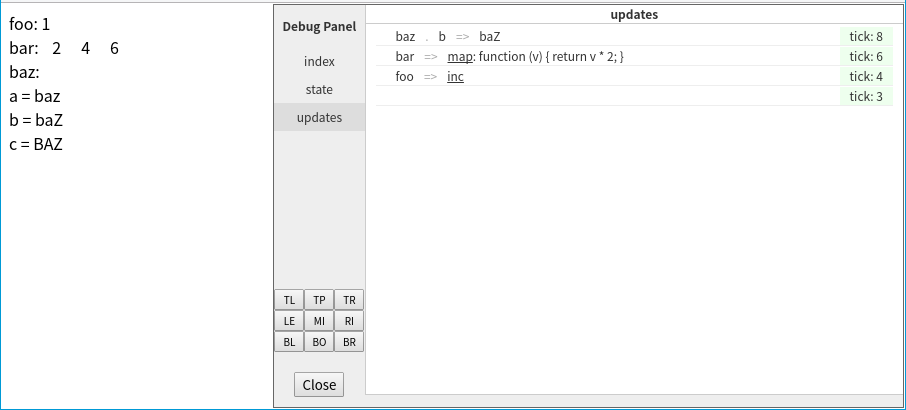 foo: 1
bar: 2 4 6
baz:
a = baz
b = baZ
c = BAZ
Debug Panel
index
state
updates
TL TP TR
LE MI RI
BL BO BR
Close
updates
baz . b => baZ tick: 8
bar => map: function (v) { return v * 2; } tick: 6
foo => inc tick: 4
tick: 3